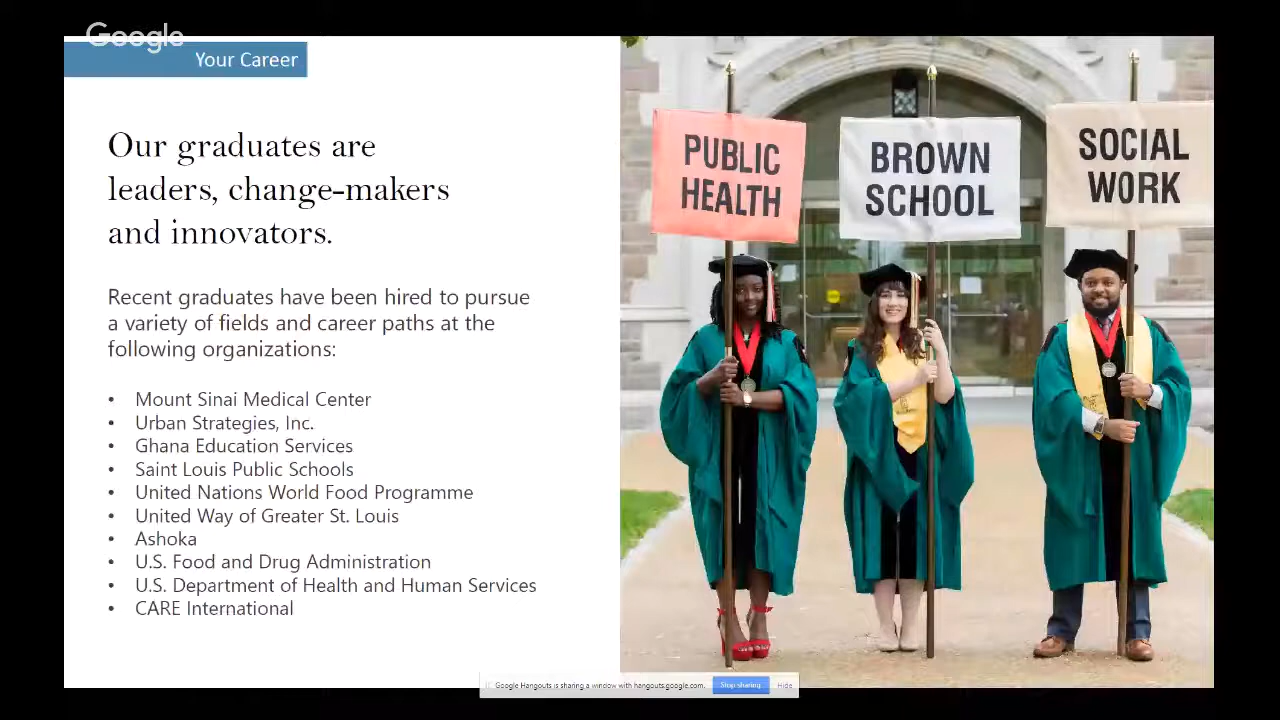 Google
Your Career
Our graduates are
leaders, change-makers
and innovators.
Recent graduates have been hired to pursue
a variety of fields and career paths at the
following organizations:
• Mount Sinai Medical Center
• Urban Strategies, Inc.
• Ghana Education Services
• Saint Louis Public Schools
• United Nations World Food Programme
• United Way of Greater St. Louis
• Ashoka
• U.S. Food and Drug Administration
• U.S. Department of Health and Human Services
• CARE International
PUBLIC
HEALTH
BROWN
SCHOOL
SOCIAL
WORK
Google Hangouts is sharing a window with hangouts.google.com.
Stop sharing
Hide